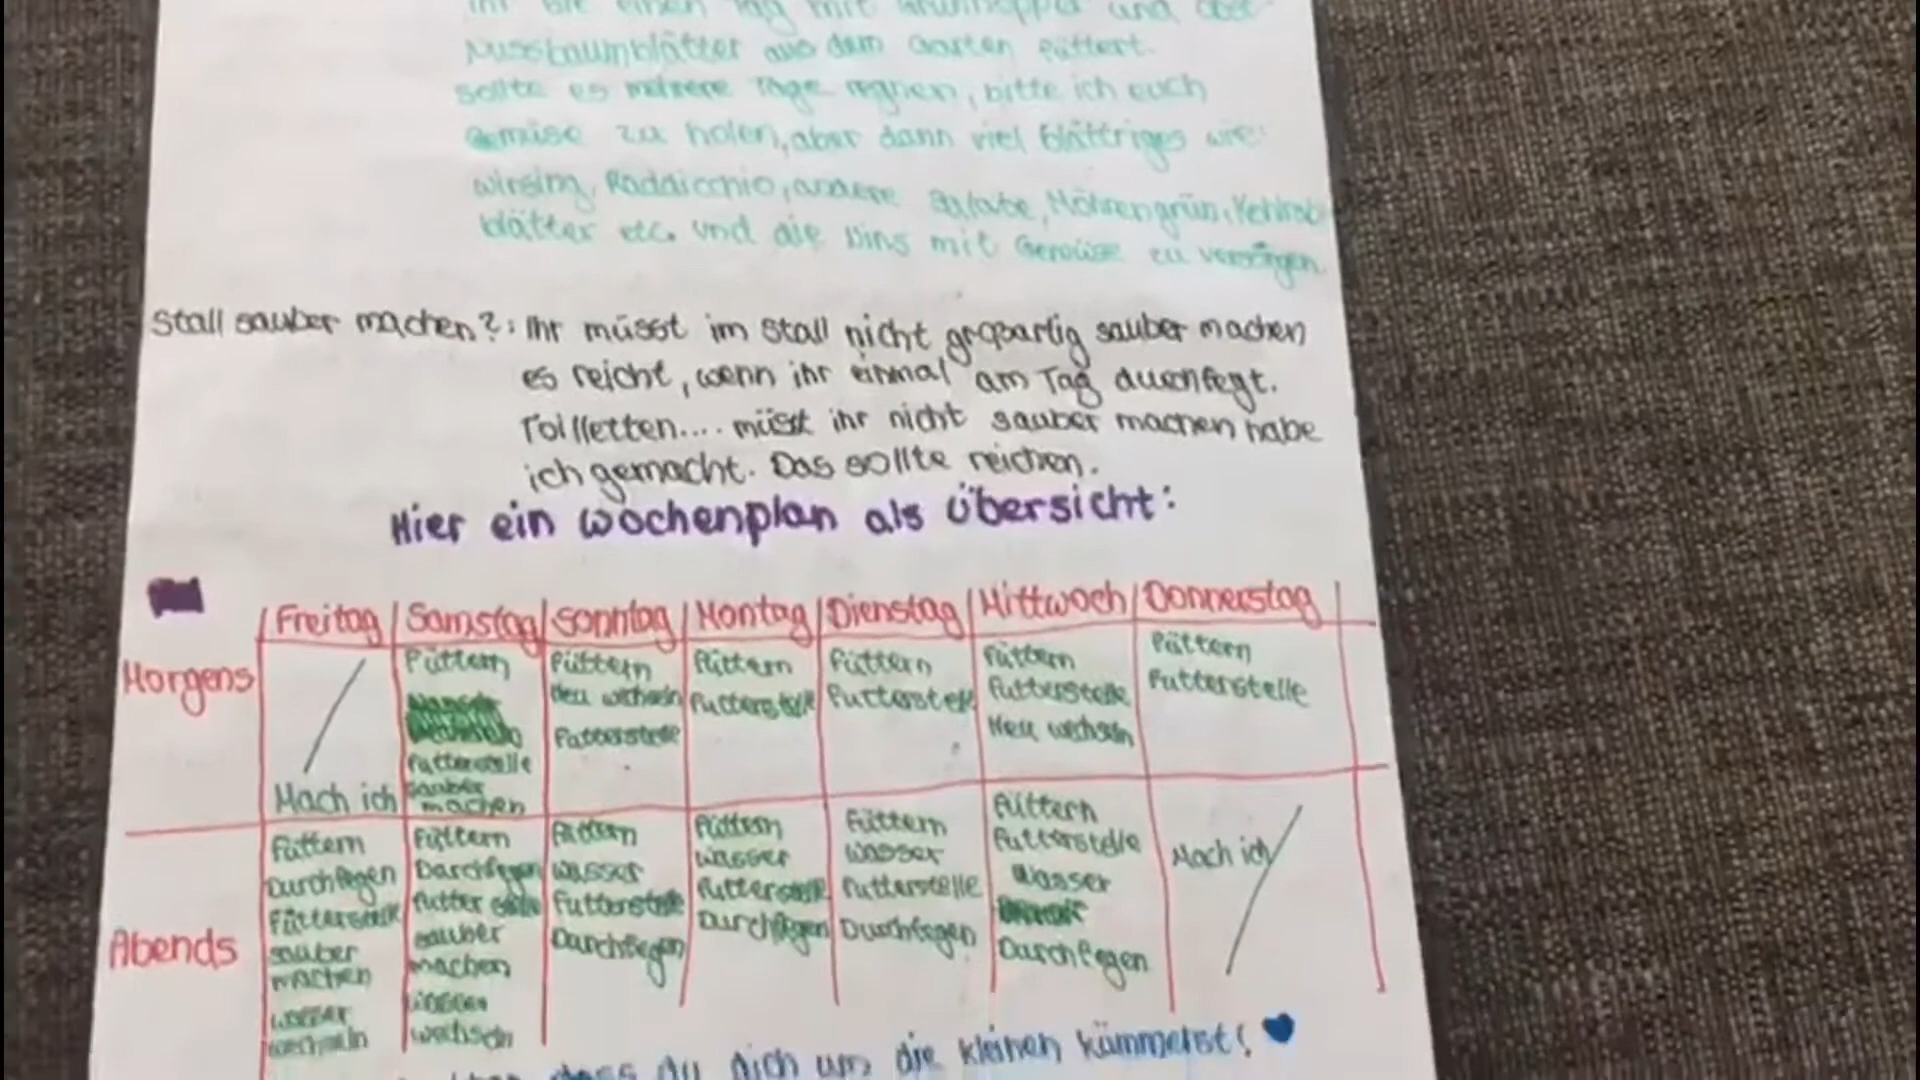 ihr sie einen Tag mit und
Nussbaumblätter aus dem Garten füttert.
sollte es mehrere Tage regnen, bitte ich euch
Gemüse zu holen, aber dann viel blättriges wie:
wirsing, Raddicchio, andere Salate, Möhrengrün, Kohlrabi
blätter etc. und die Nins mit Gemüse zu versorgen.
Stall sauber machen?: Ihr müsst im Stall nicht großartig sauber machen
es reicht, wenn ihr einmal am Tag durchfegt.
Toilletten.... müsst ihr nicht sauber machen habe
ich gemacht. Das sollte reichen.
Hier ein wochenplan als Übersicht:
Freitag Samstag Sonntag Montag Dienstag Mittwoch Donnerstag
Morgens
Mach ich
Füttern
Futterstelle
sauber
machen
Füttern
Heu wechseln
Futterstelle
Füttern
Futterstelle
Füttern
Futterstelle
Füttern
Futterstelle
Heu wechseln
Füttern
Futterstelle
Abends
Füttern
Durchfegen
Futterstelle
sauber
machen
wasser
wechseln
Füttern
Durchfegen
Futterstelle
sauber
machen
wasser
wechseln
Füttern
wasser
Futterstelle
Durchfegen
Füttern
wasser
Futterstelle
Durchfegen
Füttern
wasser
Futterstelle
Durchfegen
Füttern
Futterstelle
wasser
Durchfegen
Mach ich
dass du dich um die kleinen kümmerst! ♥